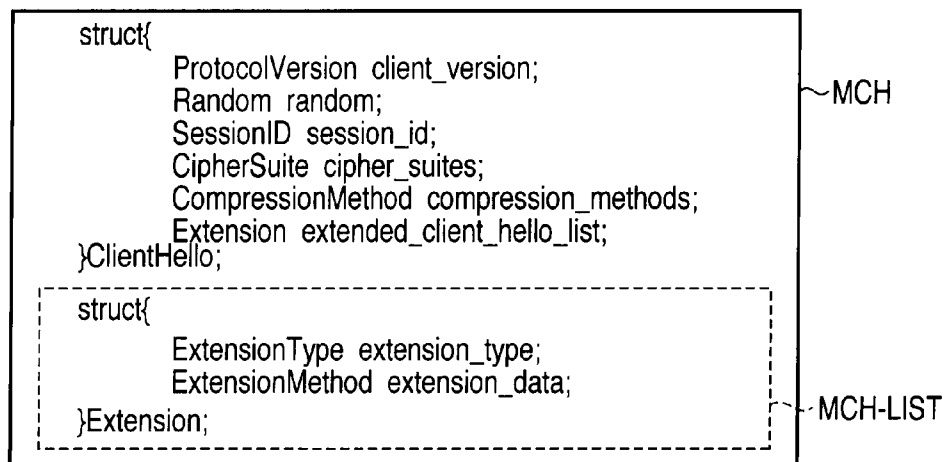 struct{
ProtocolVersion client_version;
Random random;
SessionID session_id;
CipherSuite cipher_suites;
CompressionMethod compression_methods;
Extension extended_client_hello_list;
}ClientHello;
MCH
struct{
ExtensionType extension_type;
ExtensionMethod extension_data;
}Extension;
MCH-LIST